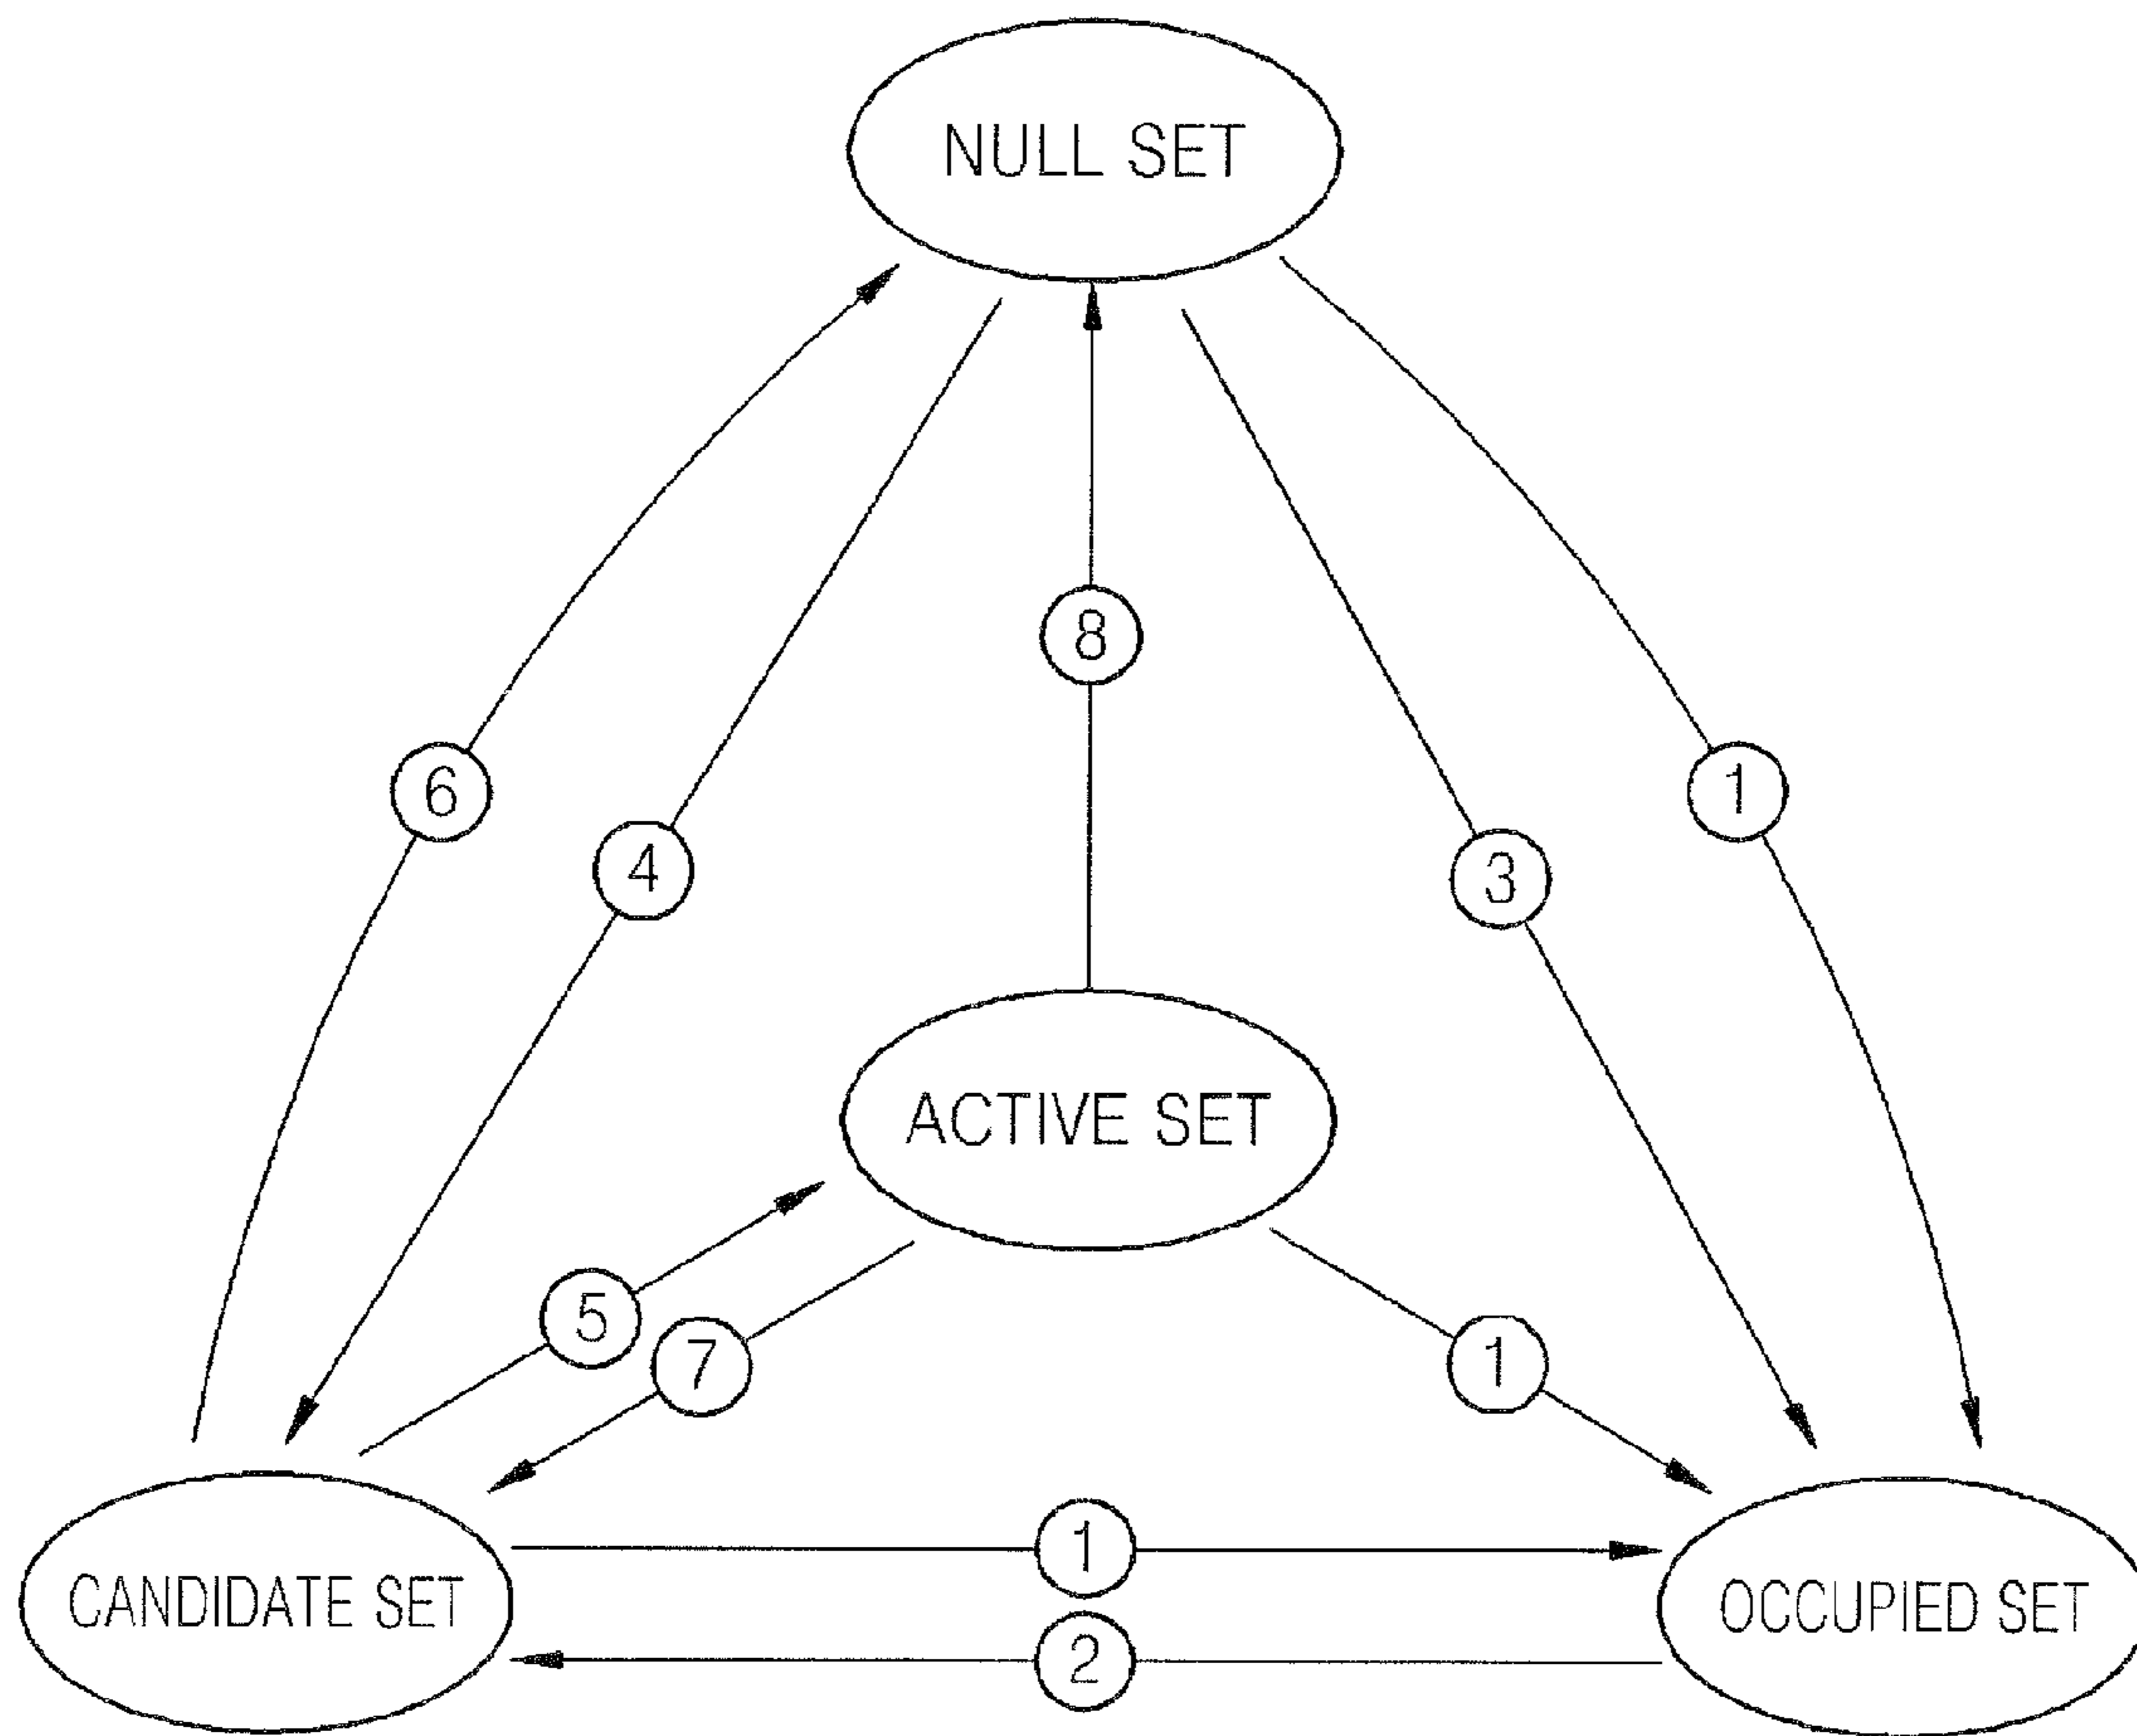 NULL SET
8
6
1
4
3
ACTIVE SET
5
7
1
1
CANDIDATE SET
OCCUPIED SET
2